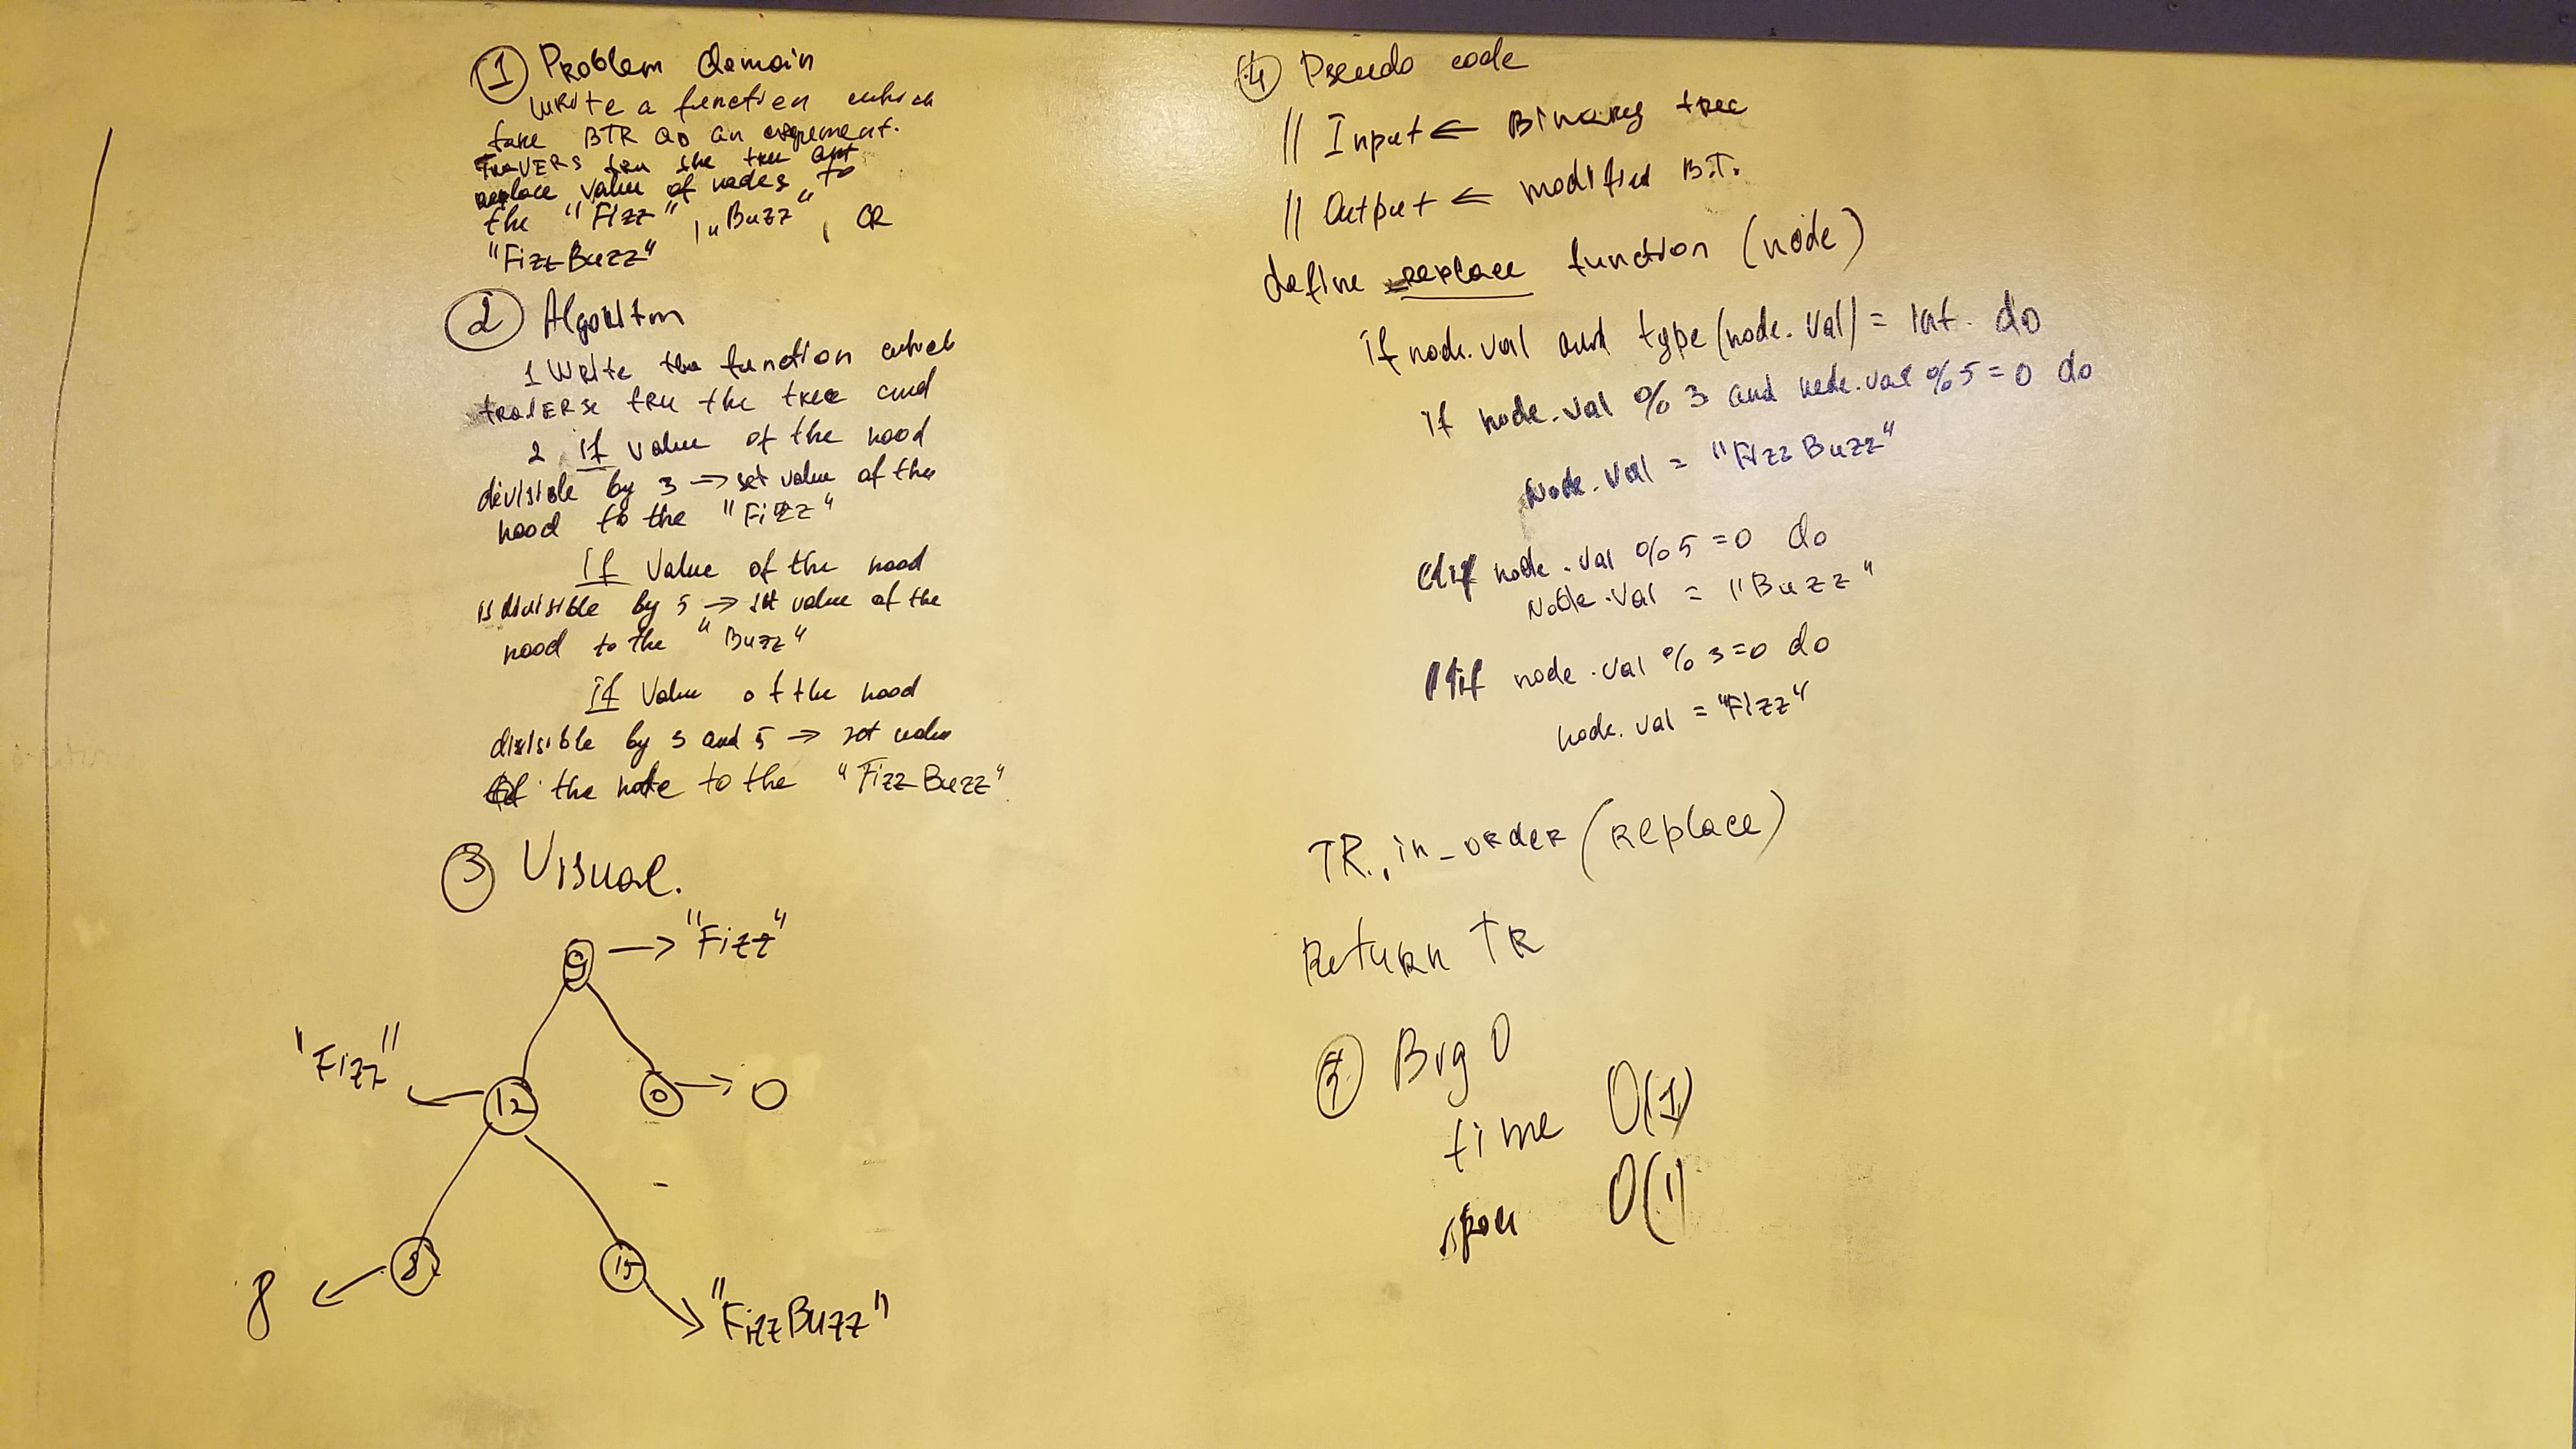 1 Problem domain
Write a function which
take BTR as an argument.
TraVERS tru the tree and
replace value of nodes to
the "Fizz", "Buzz", OR
"FizzBuzz"
2 Algoritm
1 Write the function which
traverse tru the tree and
2 if value of the nood
devisible by 3 → set value of the
nood to the "Fizz"
If Value of the nood
is divisible by 5 → set value of the
nood to the "Buzz"
If Value of the nood
divisible by 3 and 5 → set value
of the note to the "FizzBuzz"
3 Visual.
9 → "Fizz"
"Fizz" ← 12
0 → 0
8 ← 8
15 → "FizzBuzz"
4 Pseudo code
// Input ← Binary tree
// Output ← modified B.T.
define replace function (node)
if node.val and type(node.val) = int. do
if node.val % 3 and node.val % 5 = 0 do
Node.val = "FizzBuzz"
elif node.val % 5 = 0 do
Node.val = "Buzz"
elif node.val % 3 = 0 do
node.val = "Fizz"
TR.in_order(replace)
Return TR
5 Big O
time O(1)
O(1)